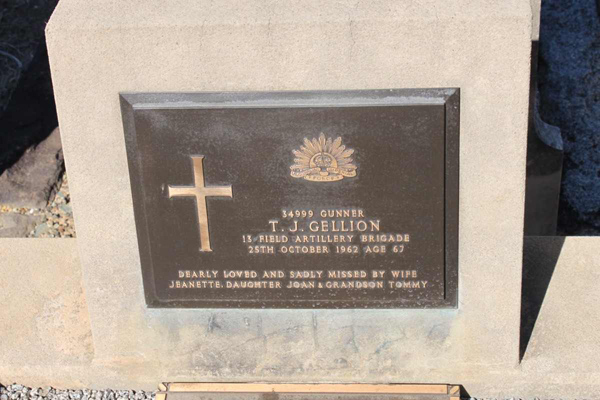 34999 GUNNER
T. J. GELLION
13 FIELD ARTILLERY BRIGADE
25TH OCTOBER 1962 AGE 67
DEARLY LOVED AND SADLY MISSED BY WIFE
JEANETTE. DAUGHTER JOAN & GRANDSON TOMMY